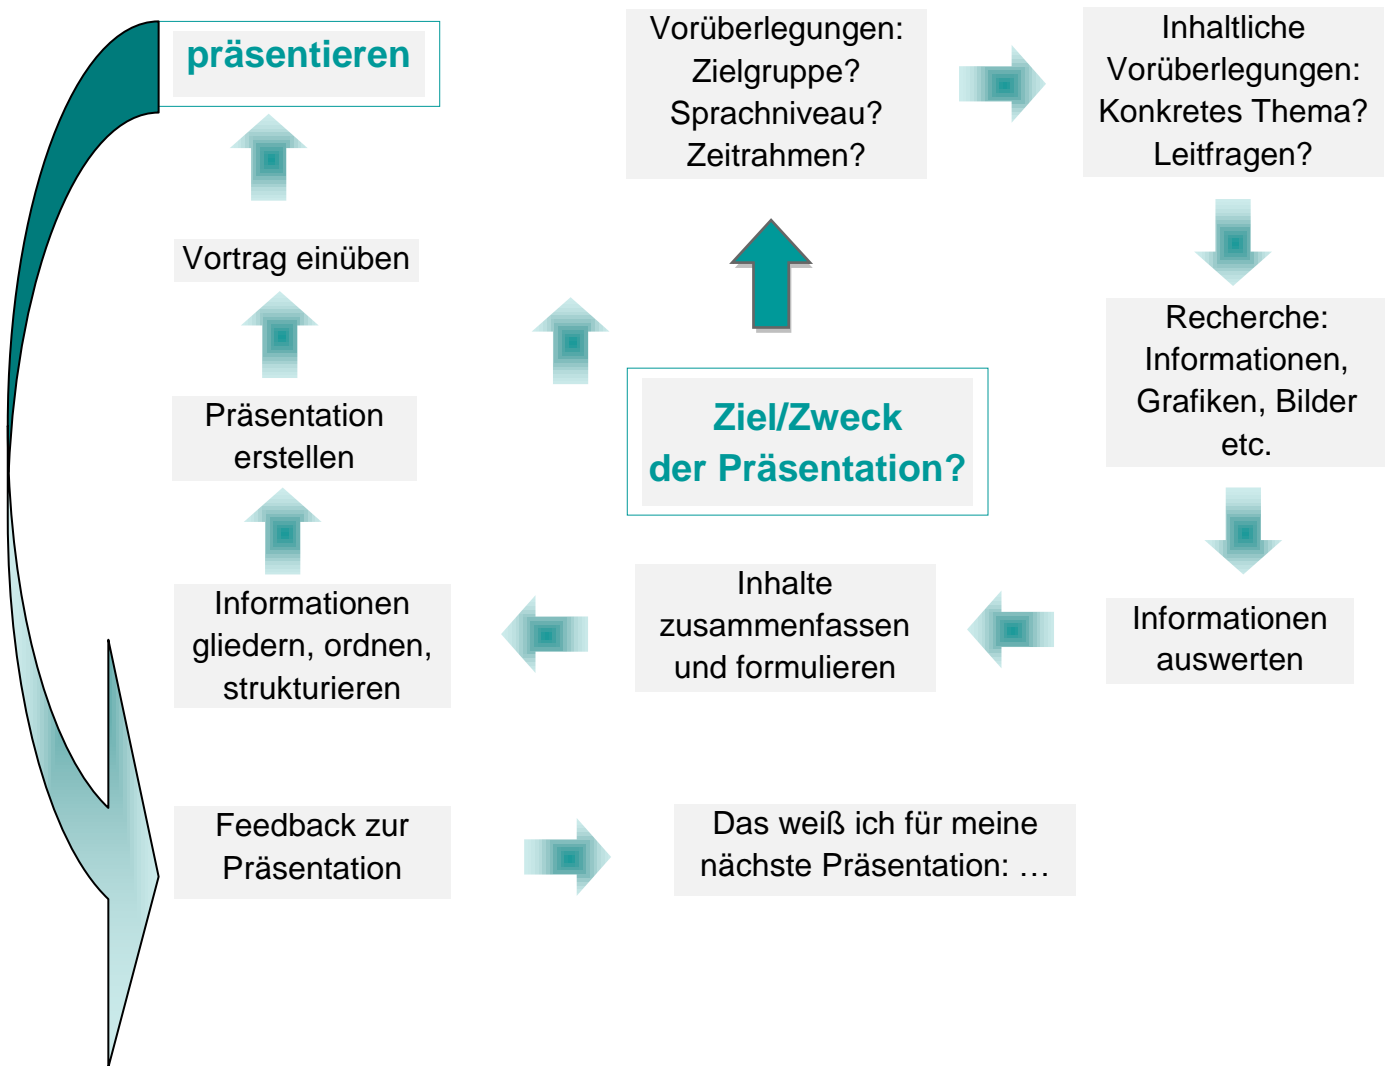 präsentieren
Vorüberlegungen:
Zielgruppe?
Sprachniveau?
Zeitrahmen?
Inhaltliche
Vorüberlegungen:
Konkretes Thema?
Leitfragen?
Vortrag einüben
Recherche:
Informationen,
Grafiken, Bilder
etc.
Präsentation
erstellen
Ziel/Zweck
der Präsentation?
Informationen
gliedern, ordnen,
strukturieren
Inhalte
zusammenfassen
und formulieren
Informationen
auswerten
Feedback zur
Präsentation
Das weiß ich für meine
nächste Präsentation: …